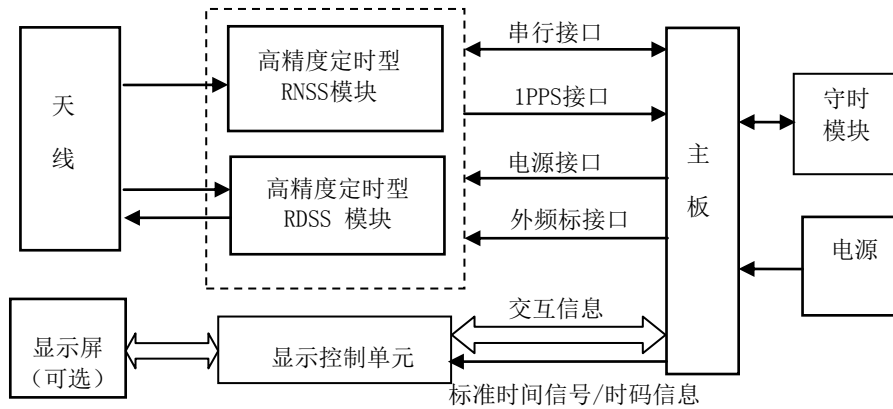 天
线
高精度定时型
RNSS模块
高精度定时型
RDSS 模块
串行接口
1PPS接口
电源接口
外频标接口
主
板
守时
模块
电源
显示屏
(可选)
显示控制单元
交互信息
标准时间信号/时码信息